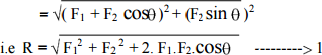 = √( F₁ + F₂ cosθ )² + ( F₂ sin θ )²
i.e R = √F₁² + F₂² + 2. F₁.F₂.cosθ ---------> 1